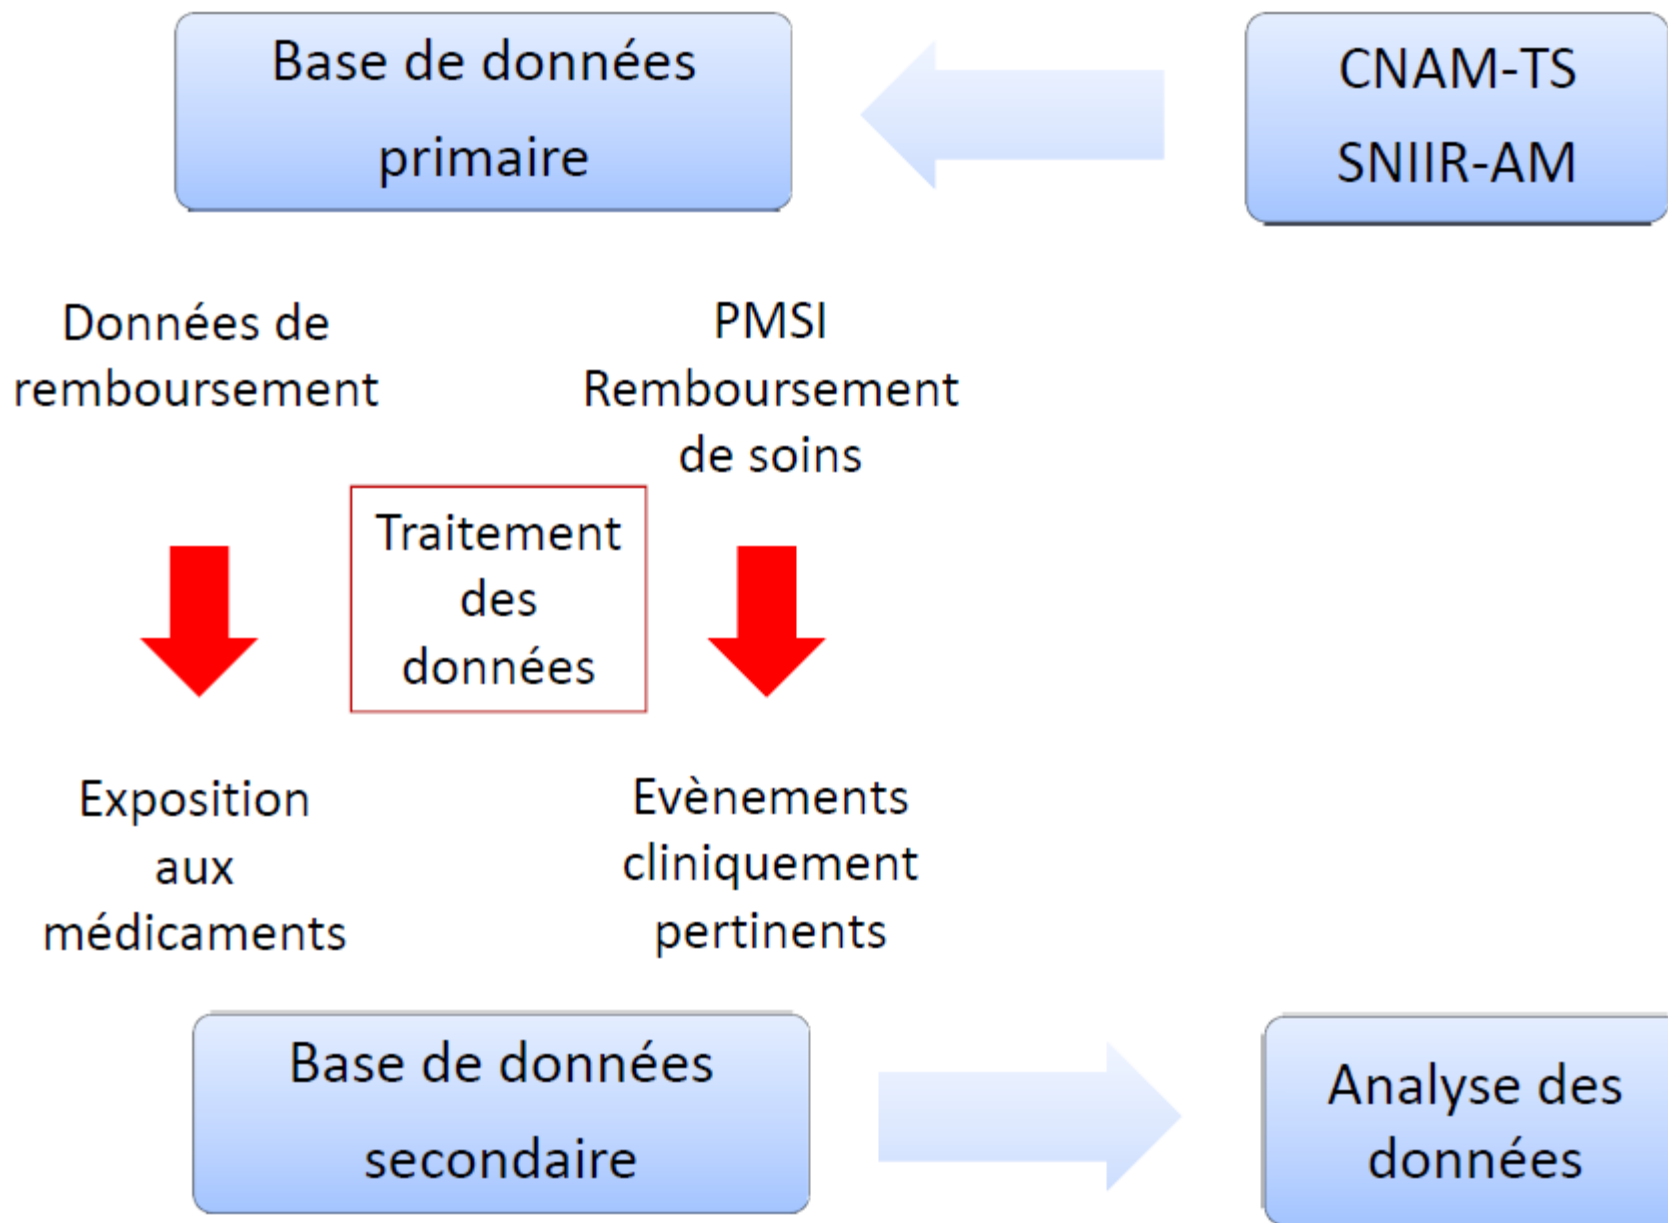 Base de données
primaire
CNAM-TS
SNIIR-AM
Données de
remboursement
PMSI
Remboursement
de soins
Traitement
des
données
Exposition
aux
médicaments
Evènements
cliniquement
pertinents
Base de données
secondaire
Analyse des
données